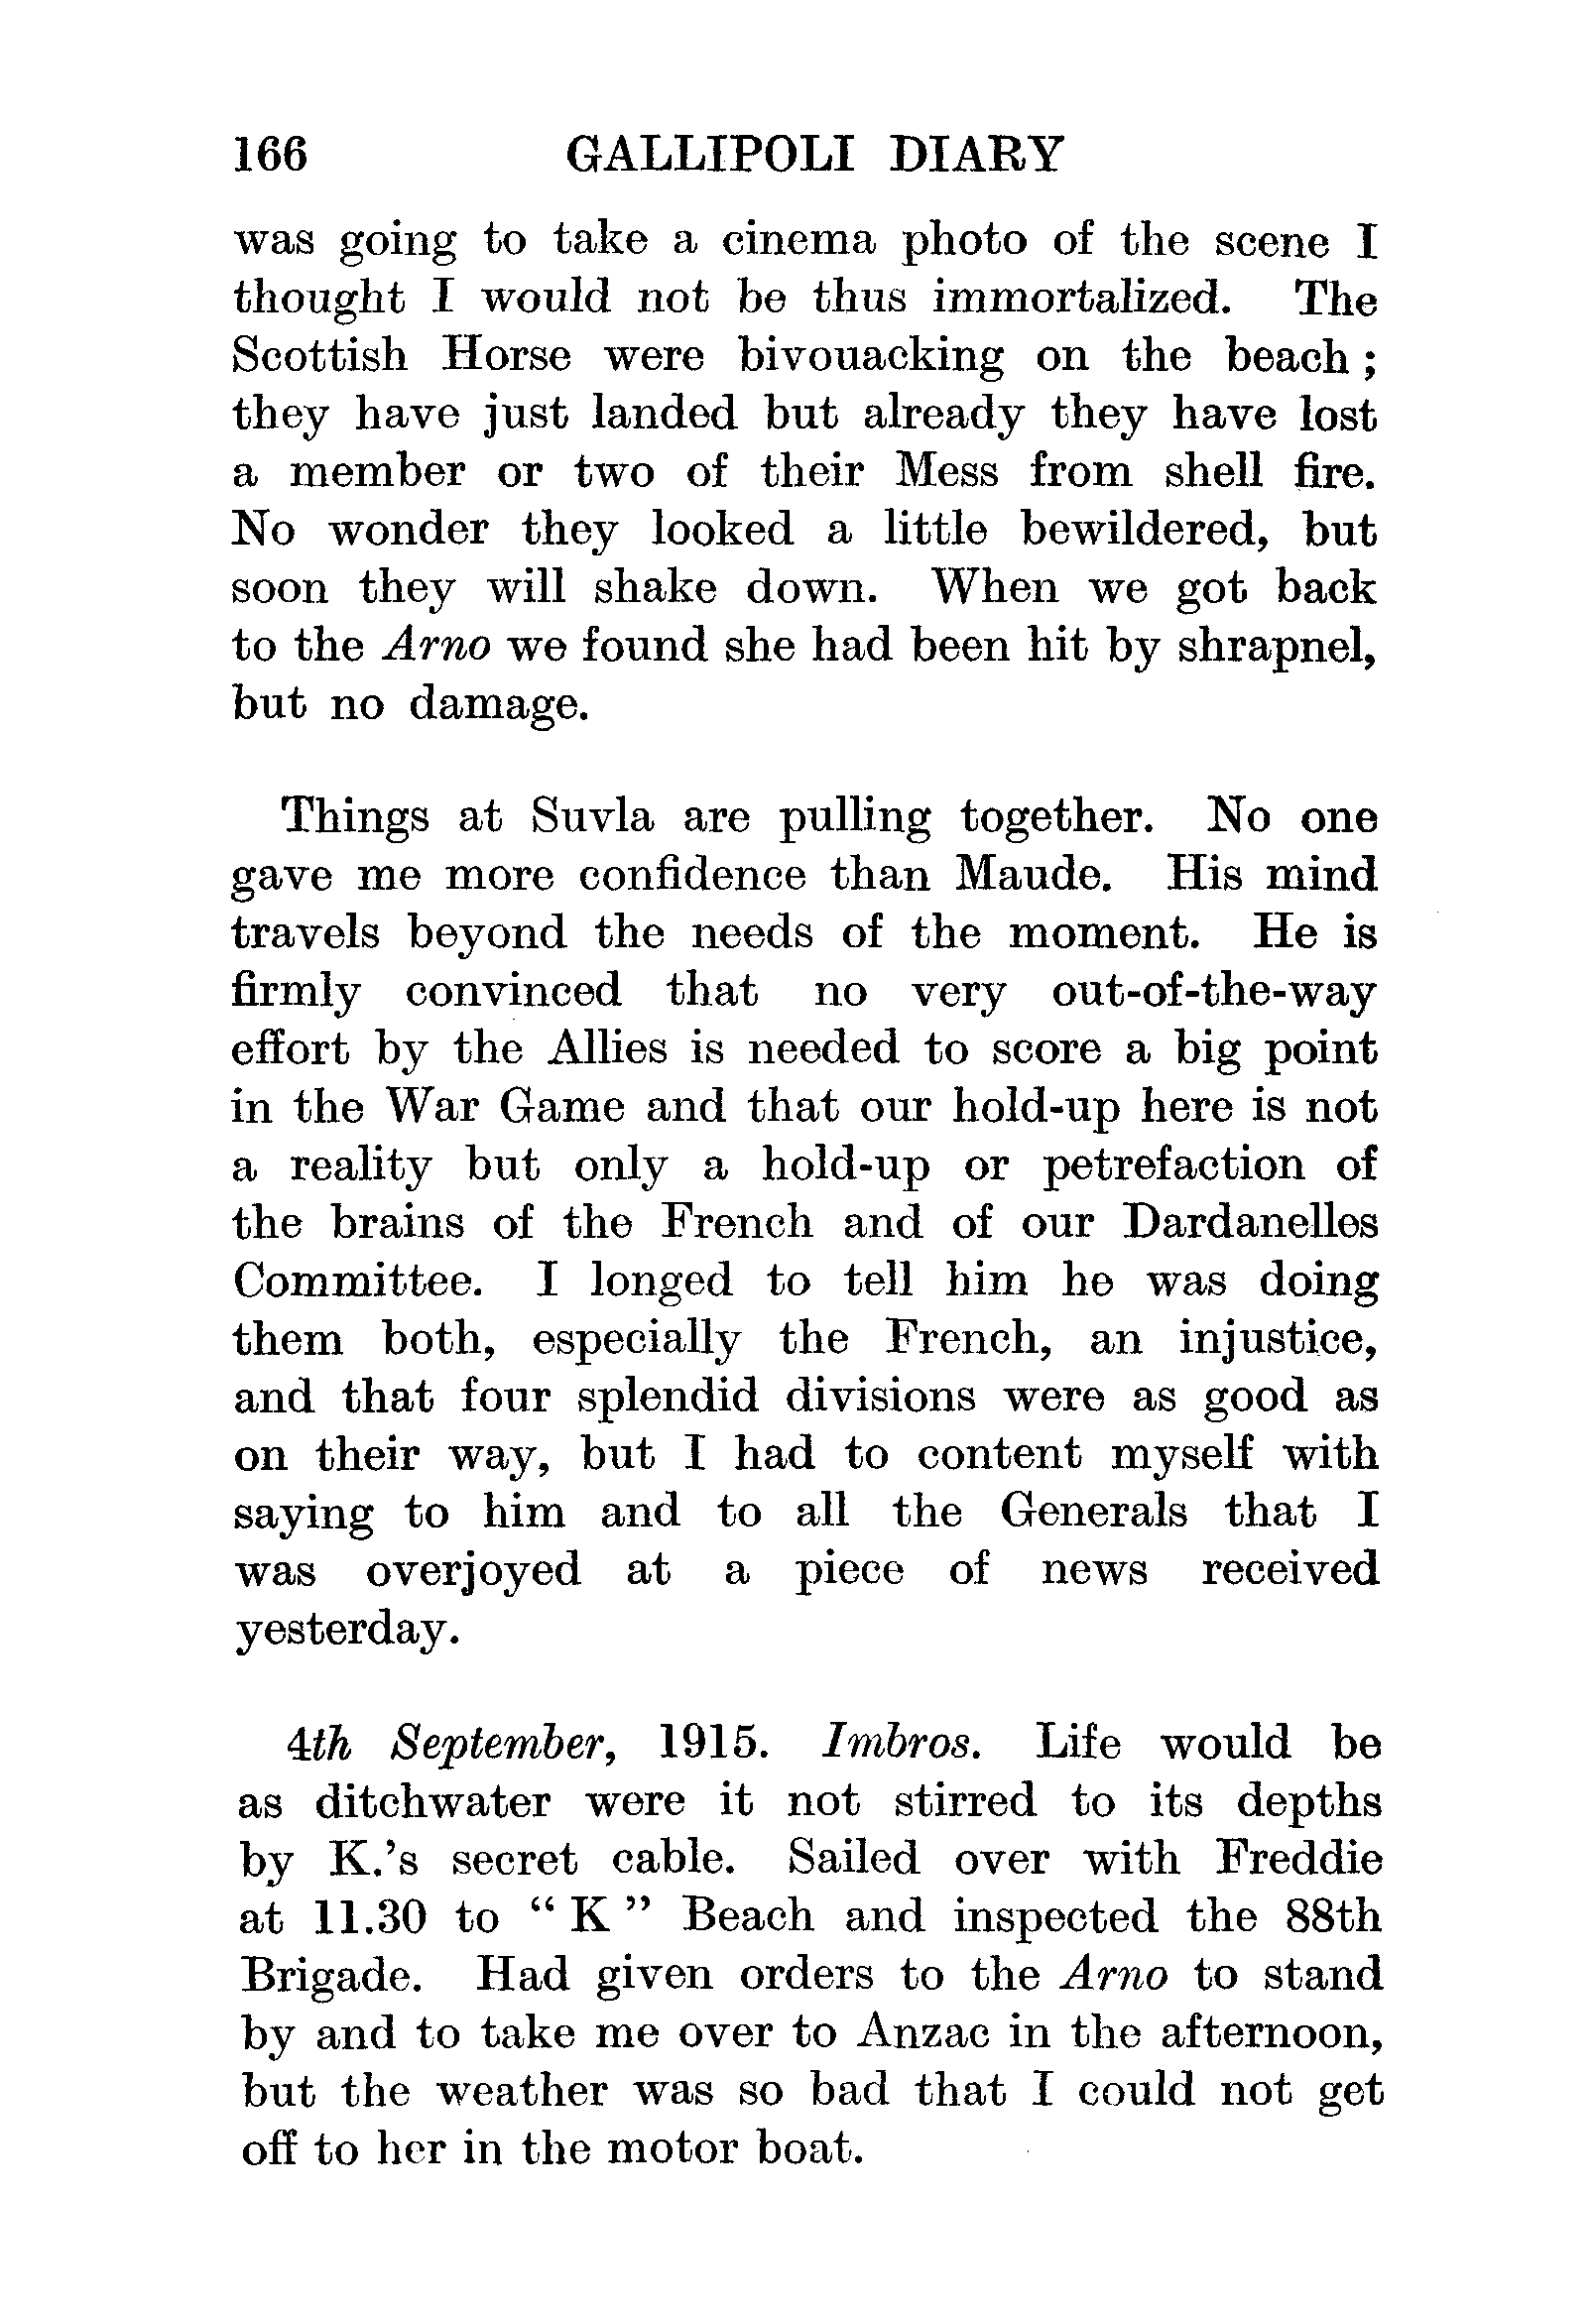 166 GALLIPOLI DIARY
was going to take a cinema photo of the scene I
thought I would not be thus immortalized. The
Scottish Horse were bivouacking on the beach ;
they have just landed but already they have lost
a member or two of their Mess from shell fire.
No wonder they looked a little bewildered, but
soon they will shake down. When we got back
to the Arno we found she had been hit by shrapnel,
but no damage.
Things at Suvla are pulling together. No one
gave me more confidence than Maude. His mind
travels beyond the needs of the moment. He is
firmly convinced that no very out-of-the-way
effort by the Allies is needed to score a big point
in the War Game and that our hold-up here is not
a reality but only a hold-up or petrefaction of
the brains of the French and of our Dardanelles
Committee. I longed to tell him he was doing
them both, especially the French, an injustice,
and that four splendid divisions were as good as
on their way, but I had to content myself with
saying to him and to all the Generals that I
was overjoyed at a piece of news received
yesterday.
4th September, 1915. Imbros. Life would be
as ditchwater were it not stirred to its depths
by K.'s secret cable. Sailed over with Freddie
at 11.30 to " K " Beach and inspected the 88th
Brigade. Had given orders to the Arno to stand
by and to take me over to Anzac in the afternoon,
but the weather was so bad that I could not get
off to her in the motor boat.